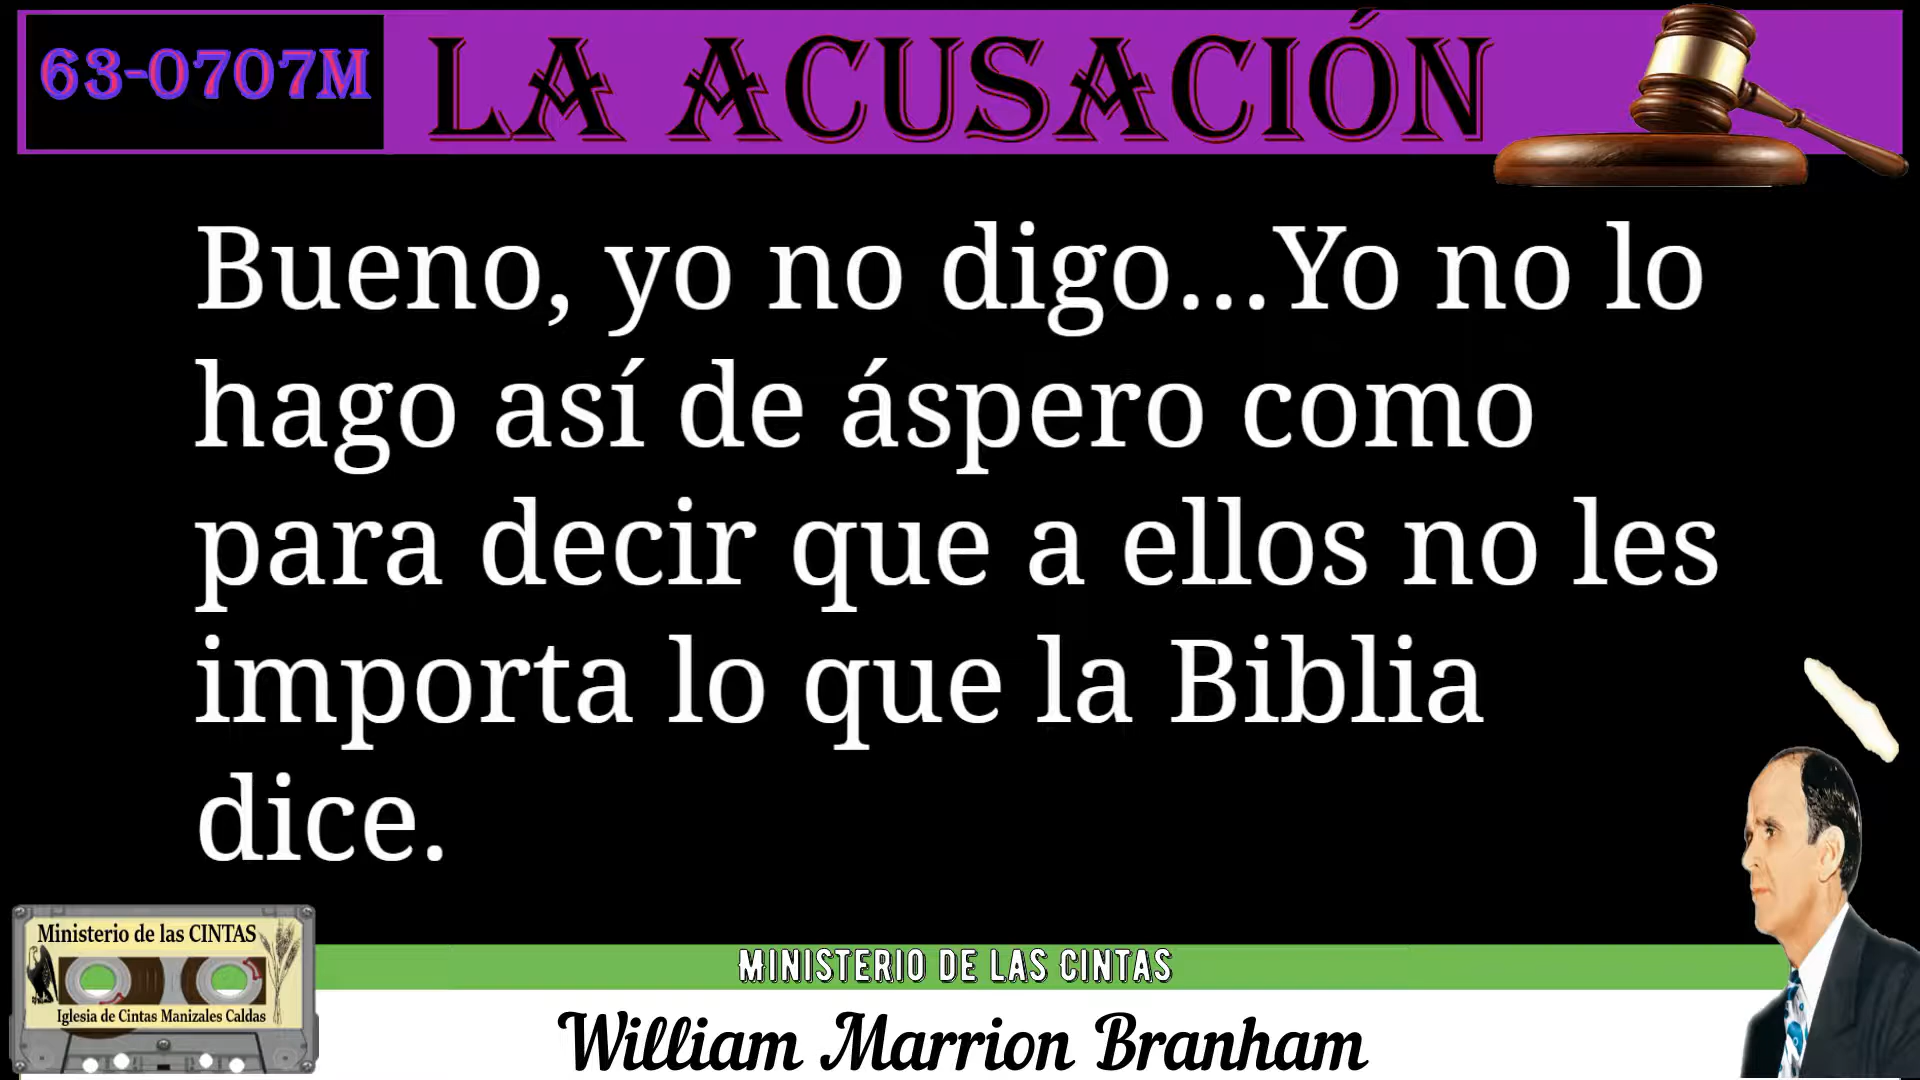 63-0707M
LA ACUSACIÓN
Bueno, yo no digo...Yo no lo
hago así de áspero como
para decir que a ellos no les
importa lo que la Biblia
dice.
Ministerio de las CINTAS
Iglesia de Cintas Manizales Caldas
MINISTERIO DE LAS CINTAS
William Marrion Branham